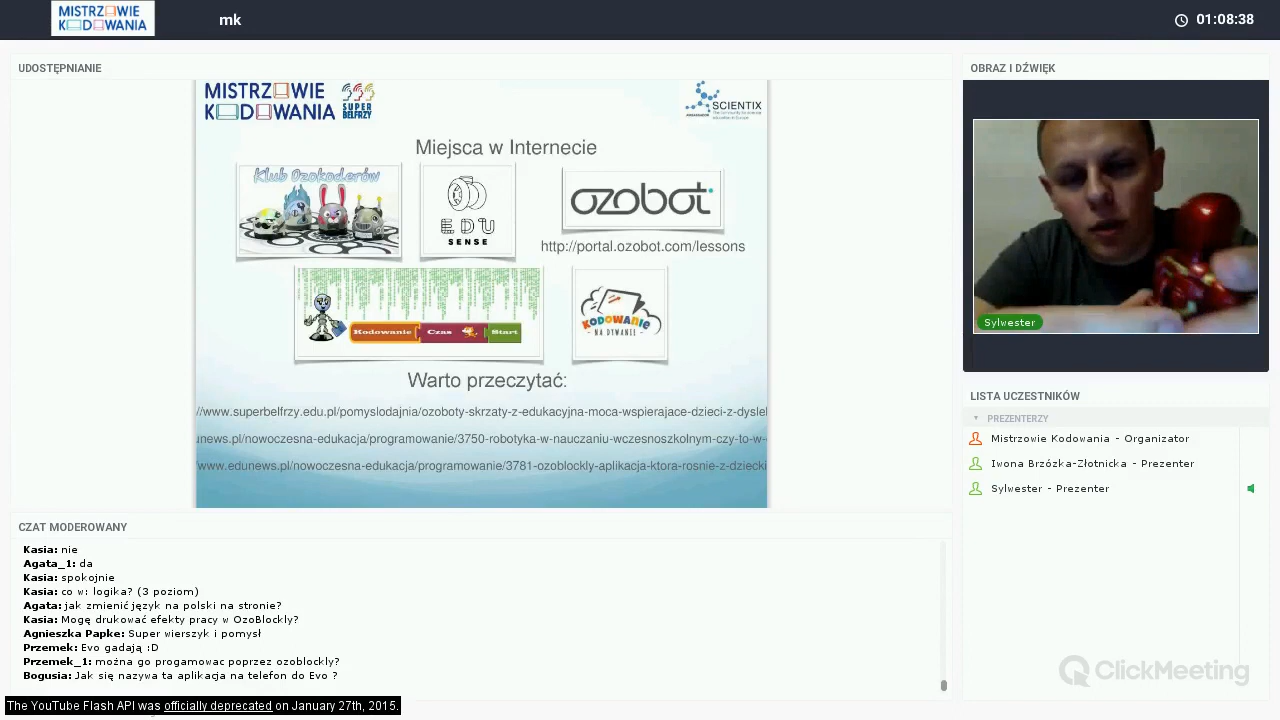 MISTRZOWIE
KODOWANIA
mk
01:08:38
UDOSTĘPNIANIE
MISTRZOWIE
KODOWANIA
SUPER
BELFRZY
SCIENTIX
Miejsca w Internecie
Klub Ozokoderów
EDU
SENSE
ozobot
http://portal.ozobot.com/lessons
Kodowanie Czas Start
KODOWANIE
NA DYWANIE
Warto przeczytać:
//www.superbelfrzy.edu.pl/pomyslodajnia/ozoboty-skrzaty-z-edukacyjna-moca-wspierajace-dzieci-z-dyslel
unews.pl/nowoczesna-edukacja/programowanie/3750-robotyka-w-nauczaniu-wczesnoszkolnym-czy-to-w-
www.edunews.pl/nowoczesna-edukacja/programowanie/3781-ozoblockly-aplikacja-ktora-rosnie-z-dziecki
OBRAZ I DŹWIĘK
Sylwester
LISTA UCZESTNIKÓW
PREZENTERZY
Mistrzowie Kodowania - Organizator
Iwona Brzózka-Złotnicka - Prezenter
Sylwester - Prezenter
CZAT MODEROWANY
Kasia: nie
Agata_1: da
Kasia: spokojnie
Kasia: co w: logika? (3 poziom)
Agata: jak zmienić język na polski na stronie?
Kasia: Mogę drukować efekty pracy w OzoBlockly?
Agnieszka Papke: Super wierszyk i pomysł
Przemek: Evo gadają :D
Przemek_1: można go progamowac poprzez ozoblockly?
Bogusia: Jak się nazywa ta aplikacja na telefon do Evo ?
ClickMeeting
The YouTube Flash API was officially deprecated on January 27th, 2015.